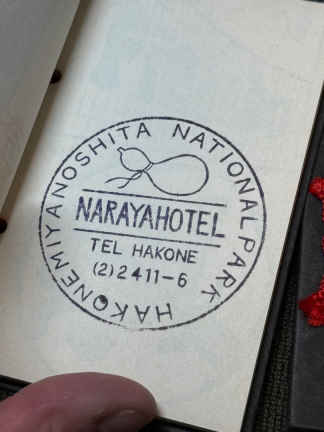 HAKONEMIYANOSHITA NATIONAL PARK
NARAYAHOTEL
TEL HAKONE
(2)2411-6